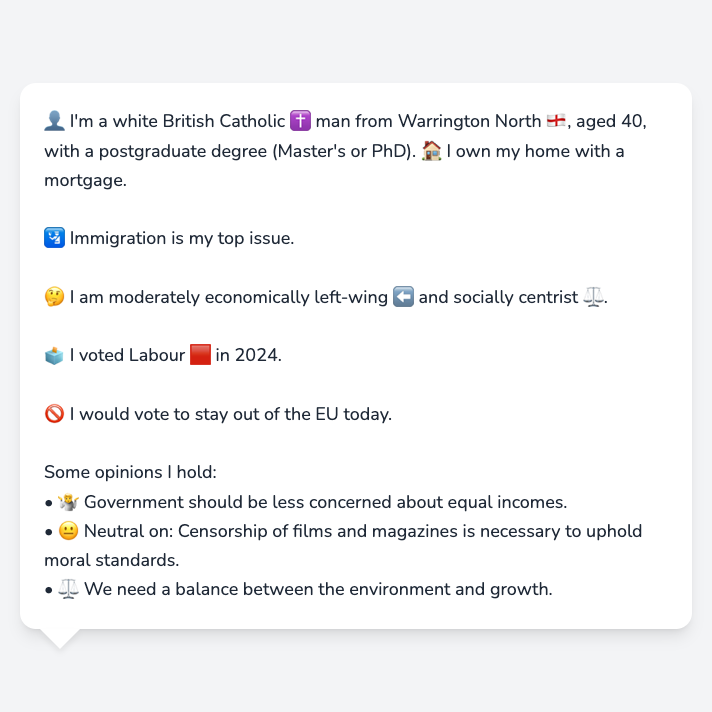 👤 I'm a white British Catholic ✝️ man from Warrington North 🏴󠁧󠁢󠁥󠁮󠁧󠁿, aged 40,
with a postgraduate degree (Master's or PhD). 🏠 I own my home with a
mortgage.
🛂 Immigration is my top issue.
🤔 I am moderately economically left-wing ⬅️ and socially centrist ⚖️.
🗳️ I voted Labour 🟥 in 2024.
🚫 I would vote to stay out of the EU today.
Some opinions I hold:
• 🤷 Government should be less concerned about equal incomes.
• 😐 Neutral on: Censorship of films and magazines is necessary to uphold
moral standards.
• ⚖️ We need a balance between the environment and growth.